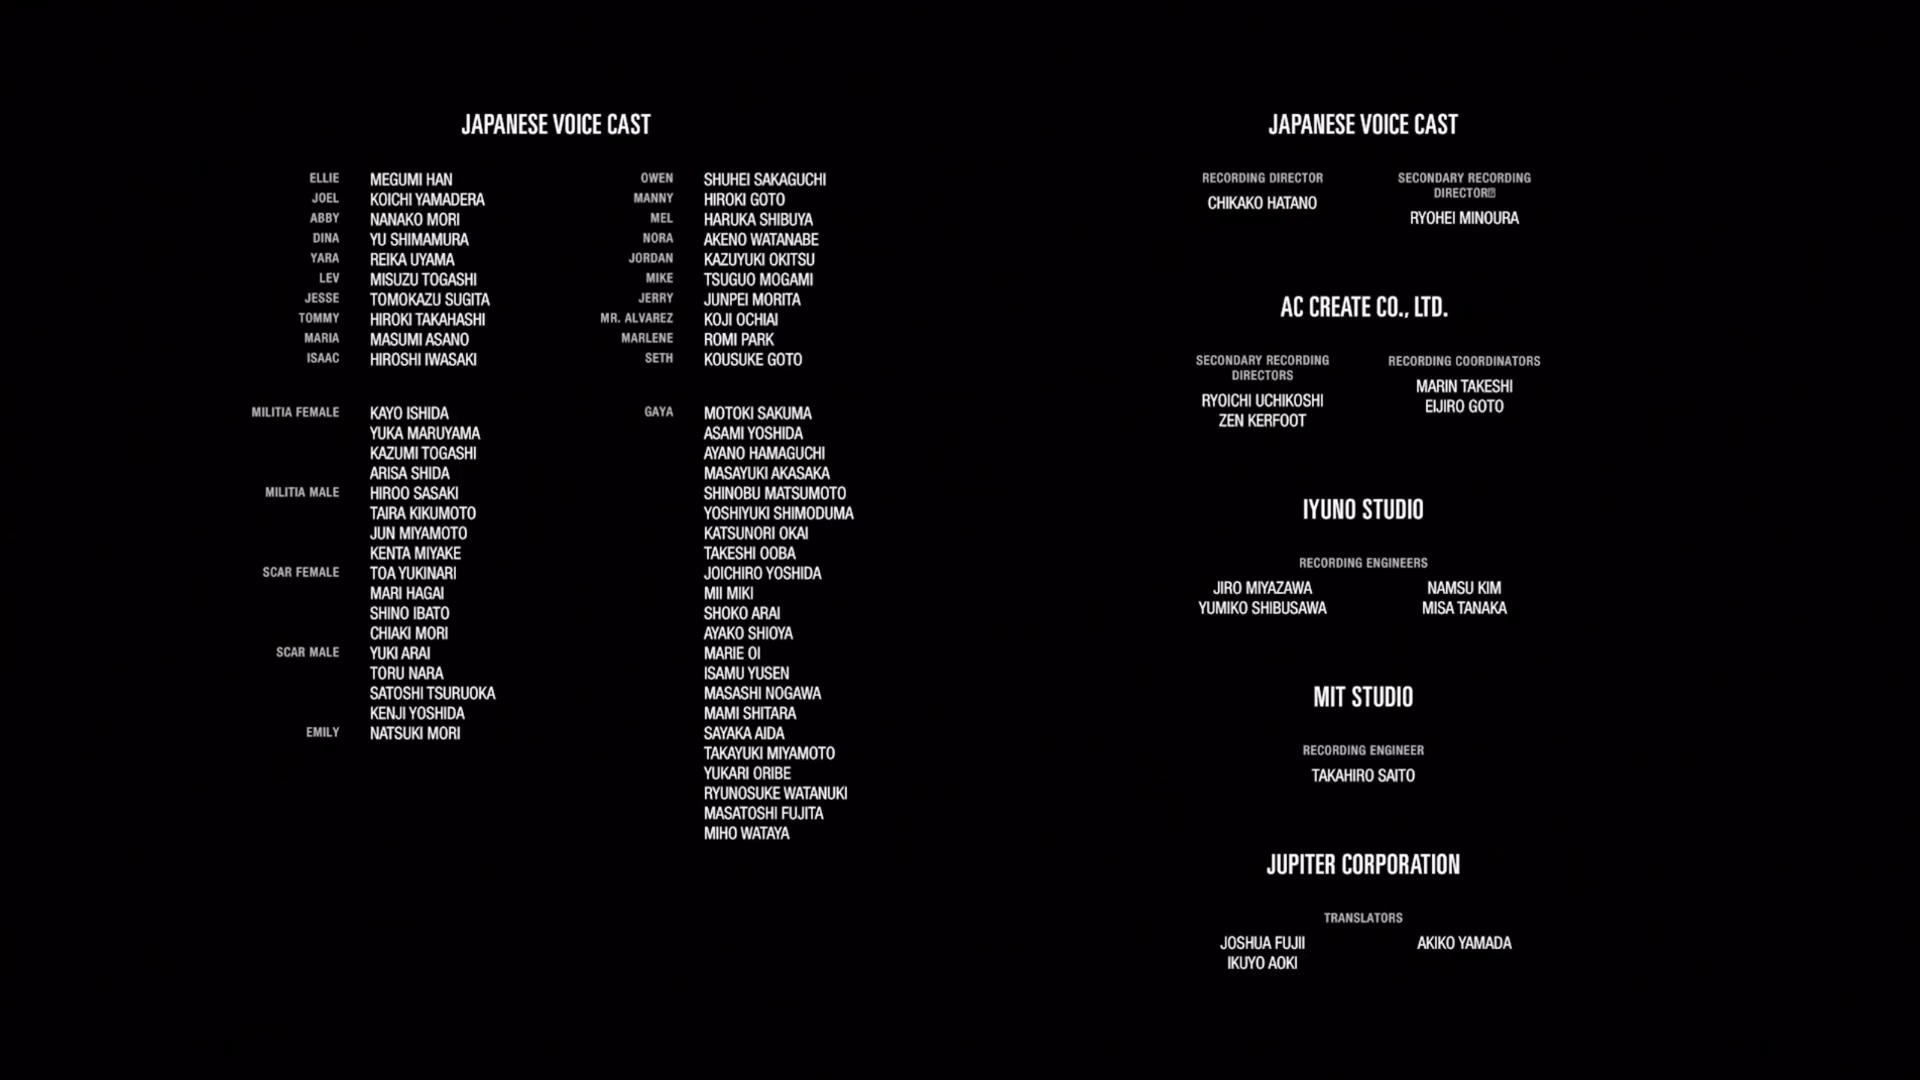 JAPANESE VOICE CAST
ELLIE MEGUMI HAN
JOEL KOICHI YAMADERA
ABBY NANAKO MORI
DINA YU SHIMAMURA
YARA REIKA UYAMA
LEV MISUZU TOGASHI
JESSE TOMOKAZU SUGITA
TOMMY HIROKI TAKAHASHI
MARIA MASUMI ASANO
ISAAC HIROSHI IWASAKI
MILITIA FEMALE KAYO ISHIDA
YUKA MARUYAMA
KAZUMI TOGASHI
ARISA SHIDA
MILITIA MALE HIROO SASAKI
TAIRA KIKUMOTO
JUN MIYAMOTO
KENTA MIYAKE
SCAR FEMALE TOA YUKINARI
MARI HAGAI
SHINO IBATO
CHIAKI MORI
SCAR MALE YUKI ARAI
TORU NARA
SATOSHI TSURUOKA
KENJI YOSHIDA
EMILY NATSUKI MORI
OWEN SHUHEI SAKAGUCHI
MANNY HIROKI GOTO
MEL HARUKA SHIBUYA
NORA AKENO WATANABE
JORDAN KAZUYUKI OKITSU
MIKE TSUGUO MOGAMI
JERRY JUNPEI MORITA
MR. ALVAREZ KOJI OCHIAI
MARLENE ROMI PARK
SETH KOUSUKE GOTO
GAYA MOTOKI SAKUMA
ASAMI YOSHIDA
AYANO HAMAGUCHI
MASAYUKI AKASAKA
SHINOBU MATSUMOTO
YOSHIYUKI SHIMODUMA
KATSUNORI OKAI
TAKESHI OOBA
JOICHIRO YOSHIDA
MII MIKI
SHOKO ARAI
AYAKO SHIOYA
MARIE OI
ISAMU YUSEN
MASASHI NOGAWA
MAMI SHITARA
SAYAKA AIDA
TAKAYUKI MIYAMOTO
YUKARI ORIBE
RYUNOSUKE WATANUKI
MASATOSHI FUJITA
MIHO WATAYA
JAPANESE VOICE CAST
RECORDING DIRECTOR
CHIKAKO HATANO
SECONDARY RECORDING
DIRECTOR
RYOHEI MINOURA
AC CREATE CO., LTD.
SECONDARY RECORDING
DIRECTORS
RYOICHI UCHIKOSHI
ZEN KERFOOT
RECORDING COORDINATORS
MARIN TAKESHI
EIJIRO GOTO
IYUNO STUDIO
RECORDING ENGINEERS
JIRO MIYAZAWA
YUMIKO SHIBUSAWA
NAMSU KIM
MISA TANAKA
MIT STUDIO
RECORDING ENGINEER
TAKAHIRO SAITO
JUPITER CORPORATION
TRANSLATORS
JOSHUA FUJII
IKUYO AOKI
AKIKO YAMADA